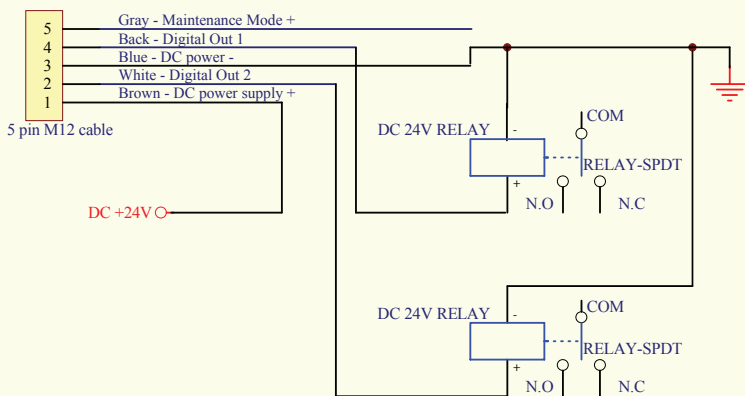 5 Gray - Maintenance Mode +
4 Back - Digital Out 1
3 Blue - DC power -
2 White - Digital Out 2
1 Brown - DC power supply +
5 pin M12 cable
DC +24V
DC 24V RELAY
-
+
COM
RELAY-SPDT
N.O
N.C
DC 24V RELAY
-
+
COM
RELAY-SPDT
N.O
N.C